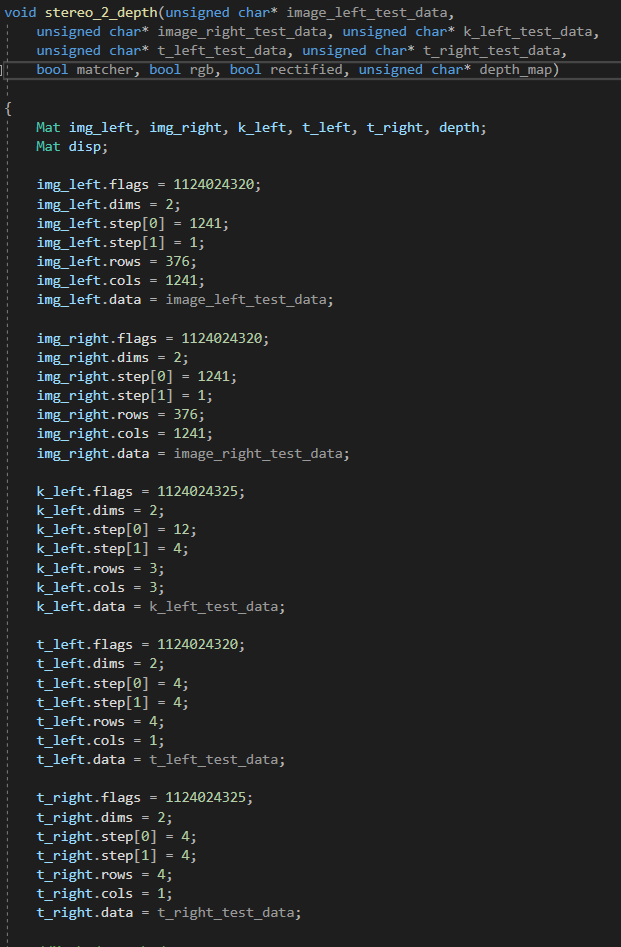 void stereo_2_depth(unsigned char* image_left_test_data,
unsigned char* image_right_test_data, unsigned char* k_left_test_data,
unsigned char* t_left_test_data, unsigned char* t_right_test_data,
bool matcher, bool rgb, bool rectified, unsigned char* depth_map)
{
Mat img_left, img_right, k_left, t_left, t_right, depth;
Mat disp;
img_left.flags = 1124024320;
img_left.dims = 2;
img_left.step[0] = 1241;
img_left.step[1] = 1;
img_left.rows = 376;
img_left.cols = 1241;
img_left.data = image_left_test_data;
img_right.flags = 1124024320;
img_right.dims = 2;
img_right.step[0] = 1241;
img_right.step[1] = 1;
img_right.rows = 376;
img_right.cols = 1241;
img_right.data = image_right_test_data;
k_left.flags = 1124024325;
k_left.dims = 2;
k_left.step[0] = 12;
k_left.step[1] = 4;
k_left.rows = 3;
k_left.cols = 3;
k_left.data = k_left_test_data;
t_left.flags = 1124024320;
t_left.dims = 2;
t_left.step[0] = 4;
t_left.step[1] = 4;
t_left.rows = 4;
t_left.cols = 1;
t_left.data = t_left_test_data;
t_right.flags = 1124024325;
t_right.dims = 2;
t_right.step[0] = 4;
t_right.step[1] = 4;
t_right.rows = 4;
t_right.cols = 1;
t_right.data = t_right_test_data;